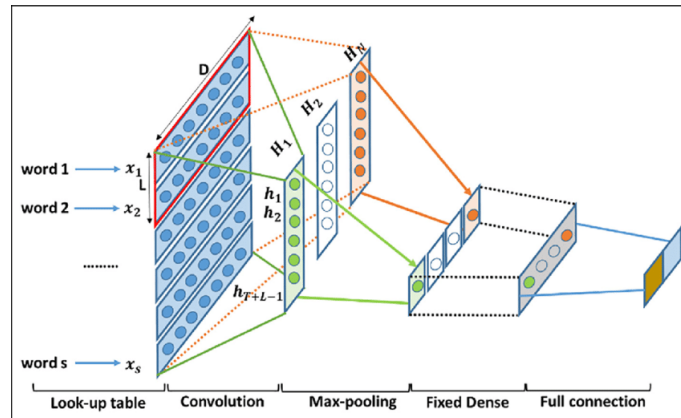 D
H_N
H_2
H_1
word 1
x_1
L
h_1
word 2
x_2
h_2
.........
h_{T+L-1}
word s
x_s
Look-up table Convolution Max-pooling Fixed Dense Full connection